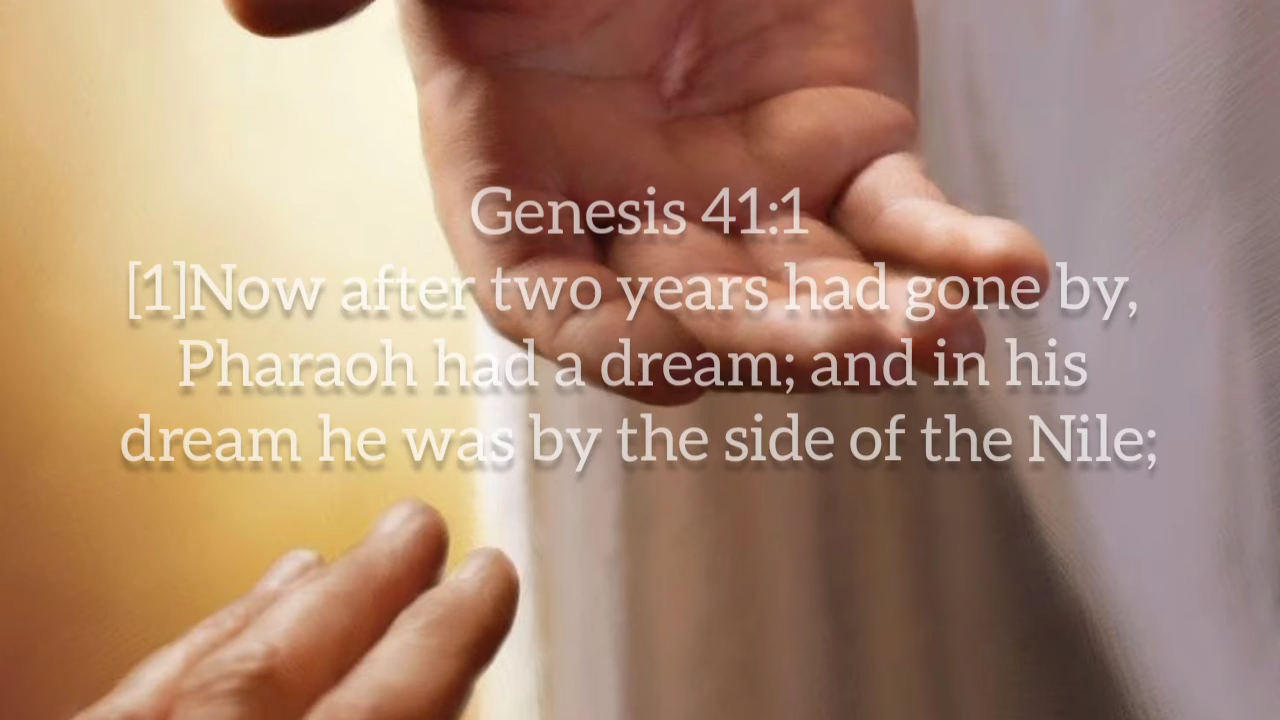 Genesis 41:1
[1]Now after two years had gone by,
Pharaoh had a dream; and in his
dream he was by the side of the Nile;